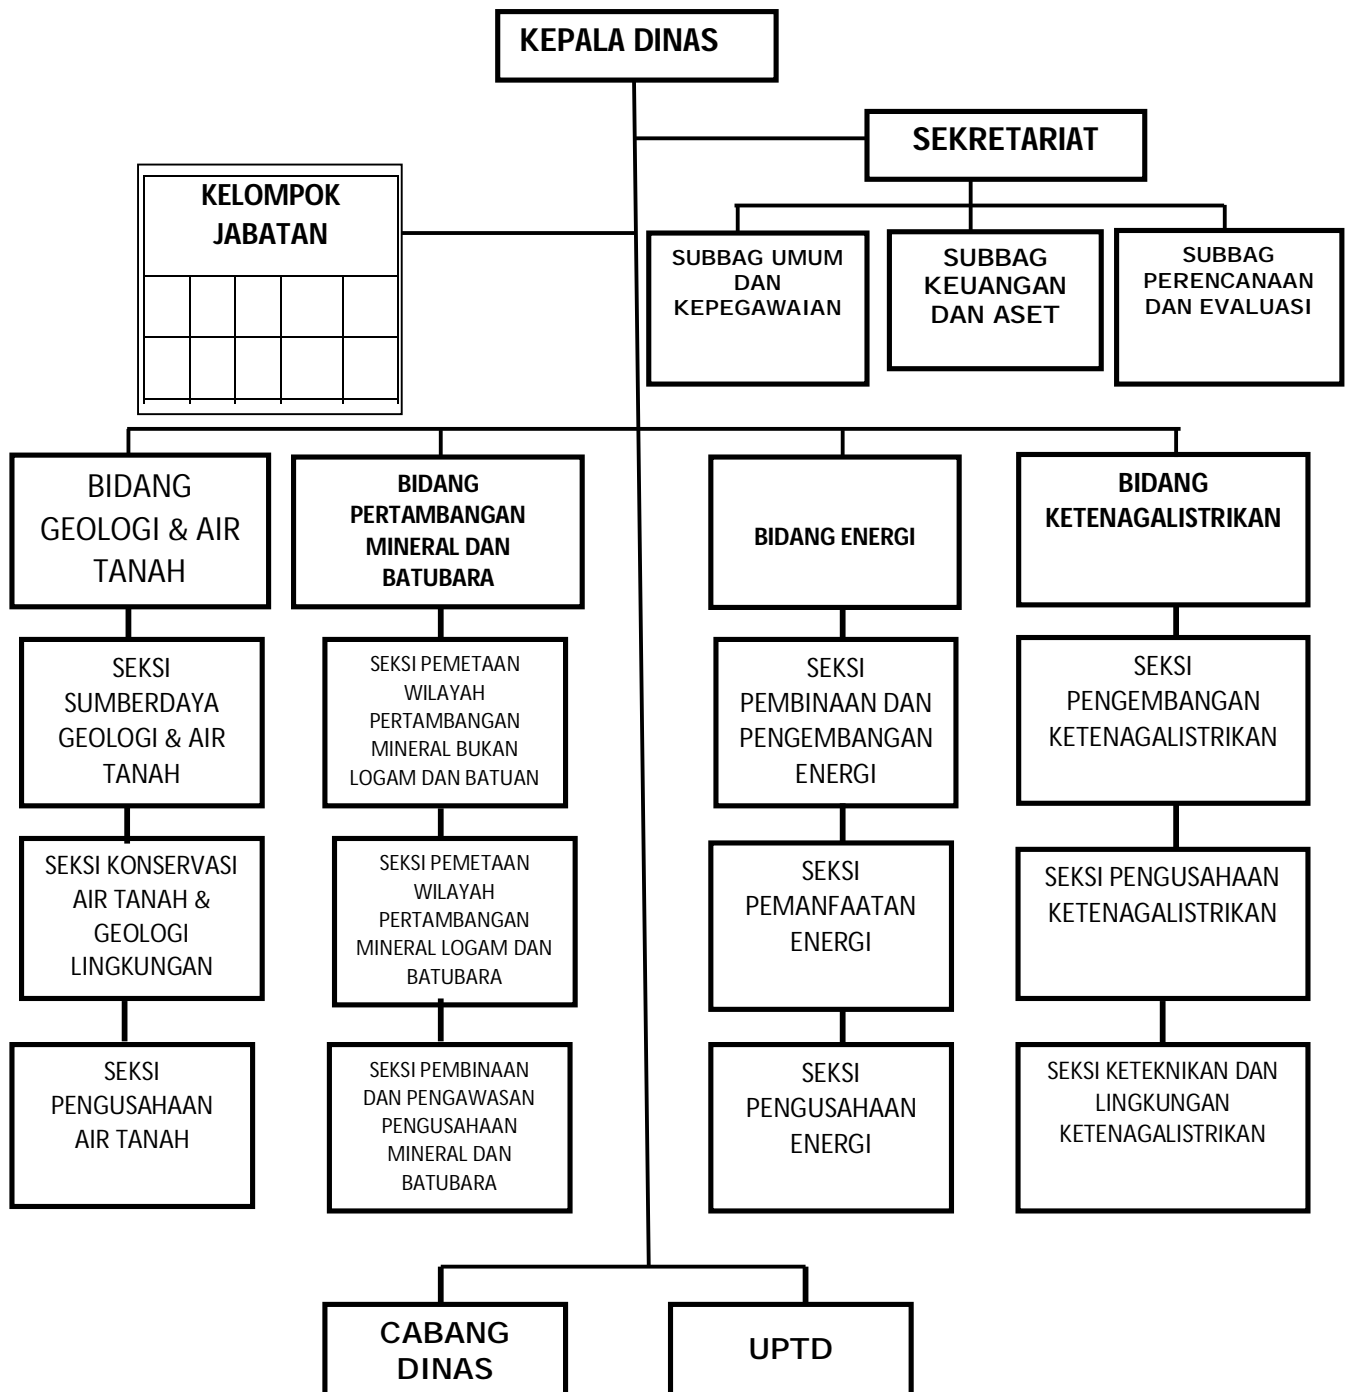 KEPALA DINAS
SEKRETARIAT
KELOMPOK
JABATAN
SUBBAG UMUM
DAN
KEPEGAWAIAN
SUBBAG
KEUANGAN
DAN ASET
SUBBAG
PERENCANAAN
DAN EVALUASI
BIDANG
GEOLOGI & AIR
TANAH
BIDANG
PERTAMBANGAN
MINERAL DAN
BATUBARA
BIDANG ENERGI
BIDANG
KETENAGALISTRIKAN
SEKSI
SUMBERDAYA
GEOLOGI & AIR
TANAH
SEKSI PEMETAAN
WILAYAH
PERTAMBANGAN
MINERAL BUKAN
LOGAM DAN BATUAN
SEKSI
PEMBINAAN DAN
PENGEMBANGAN
ENERGI
SEKSI
PENGEMBANGAN
KETENAGALISTRIKAN
SEKSI KONSERVASI
AIR TANAH &
GEOLOGI
LINGKUNGAN
SEKSI PEMETAAN
WILAYAH
PERTAMBANGAN
MINERAL LOGAM DAN
BATUBARA
SEKSI
PEMANFAATAN
ENERGI
SEKSI PENGUSAHAAN
KETENAGALISTRIKAN
SEKSI
PENGUSAHAAN
AIR TANAH
SEKSI PEMBINAAN
DAN PENGAWASAN
PENGUSAHAAN
MINERAL DAN
BATUBARA
SEKSI
PENGUSAHAAN
ENERGI
SEKSI KETEKNIKAN DAN
LINGKUNGAN
KETENAGALISTRIKAN
CABANG
DINAS
UPTD